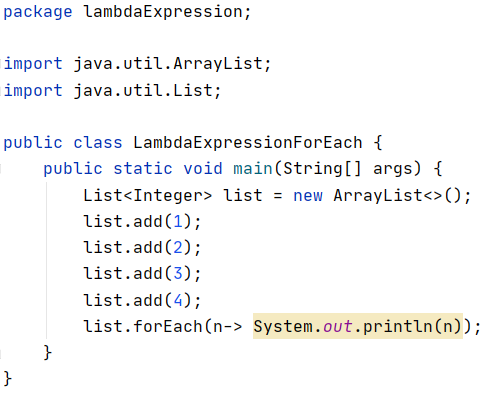 package lambdaExpression;
import java.util.ArrayList;
import java.util.List;
public class LambdaExpressionForEach {
    public static void main(String[] args) {
        List<Integer> list = new ArrayList<>();
        list.add(1);
        list.add(2);
        list.add(3);
        list.add(4);
        list.forEach(n-> System.out.println(n));
    }
}